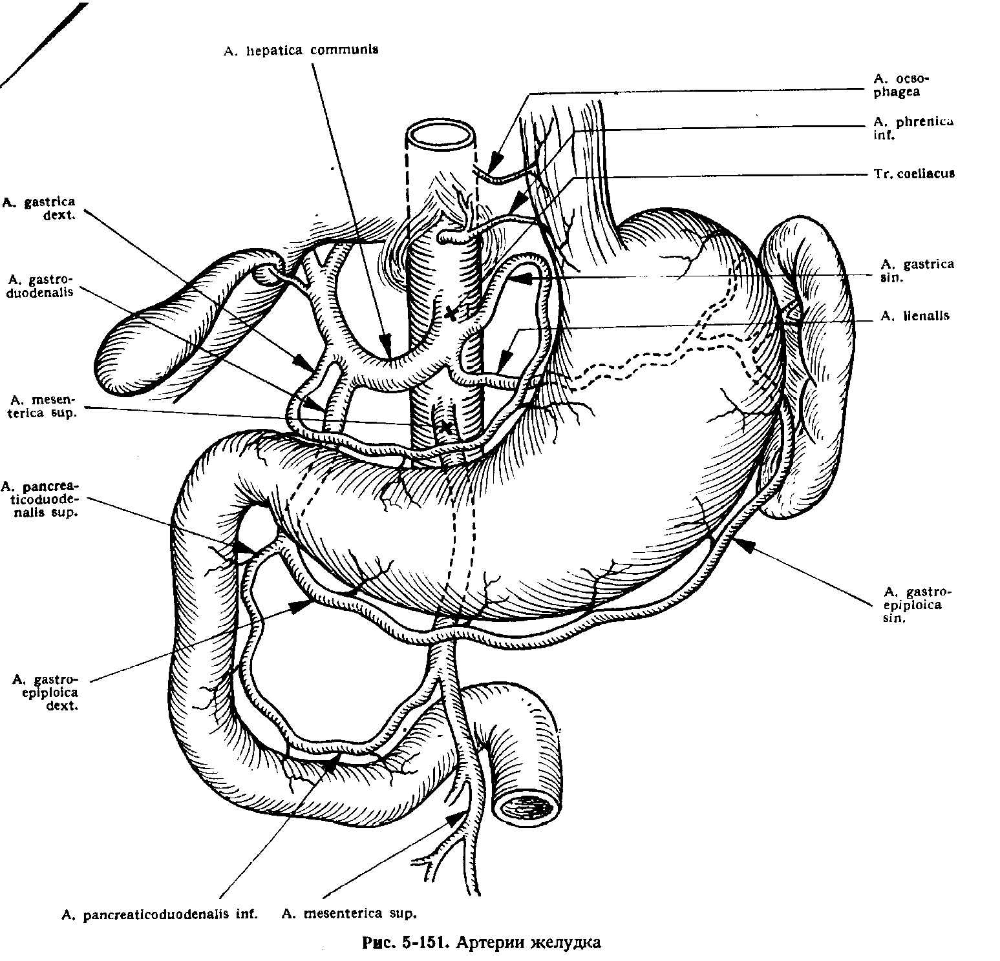 A. hepatica communis
A. oeso-
phagea
A. phrenica
inf.
Tr. coeliacus
A. gastrica
dext.
A. gastrica
sin.
A. gastro-
duodenalis
A. lienalis
A. mesen-
terica sup.
A. pancrea-
ticoduode-
nalis sup.
A. gastro-
epiploica
sin.
A. gastro-
epiploica
dext.
A. pancreaticoduodenalis inf.
A. mesenterica sup.
Рис. 5-151. Артерии желудка